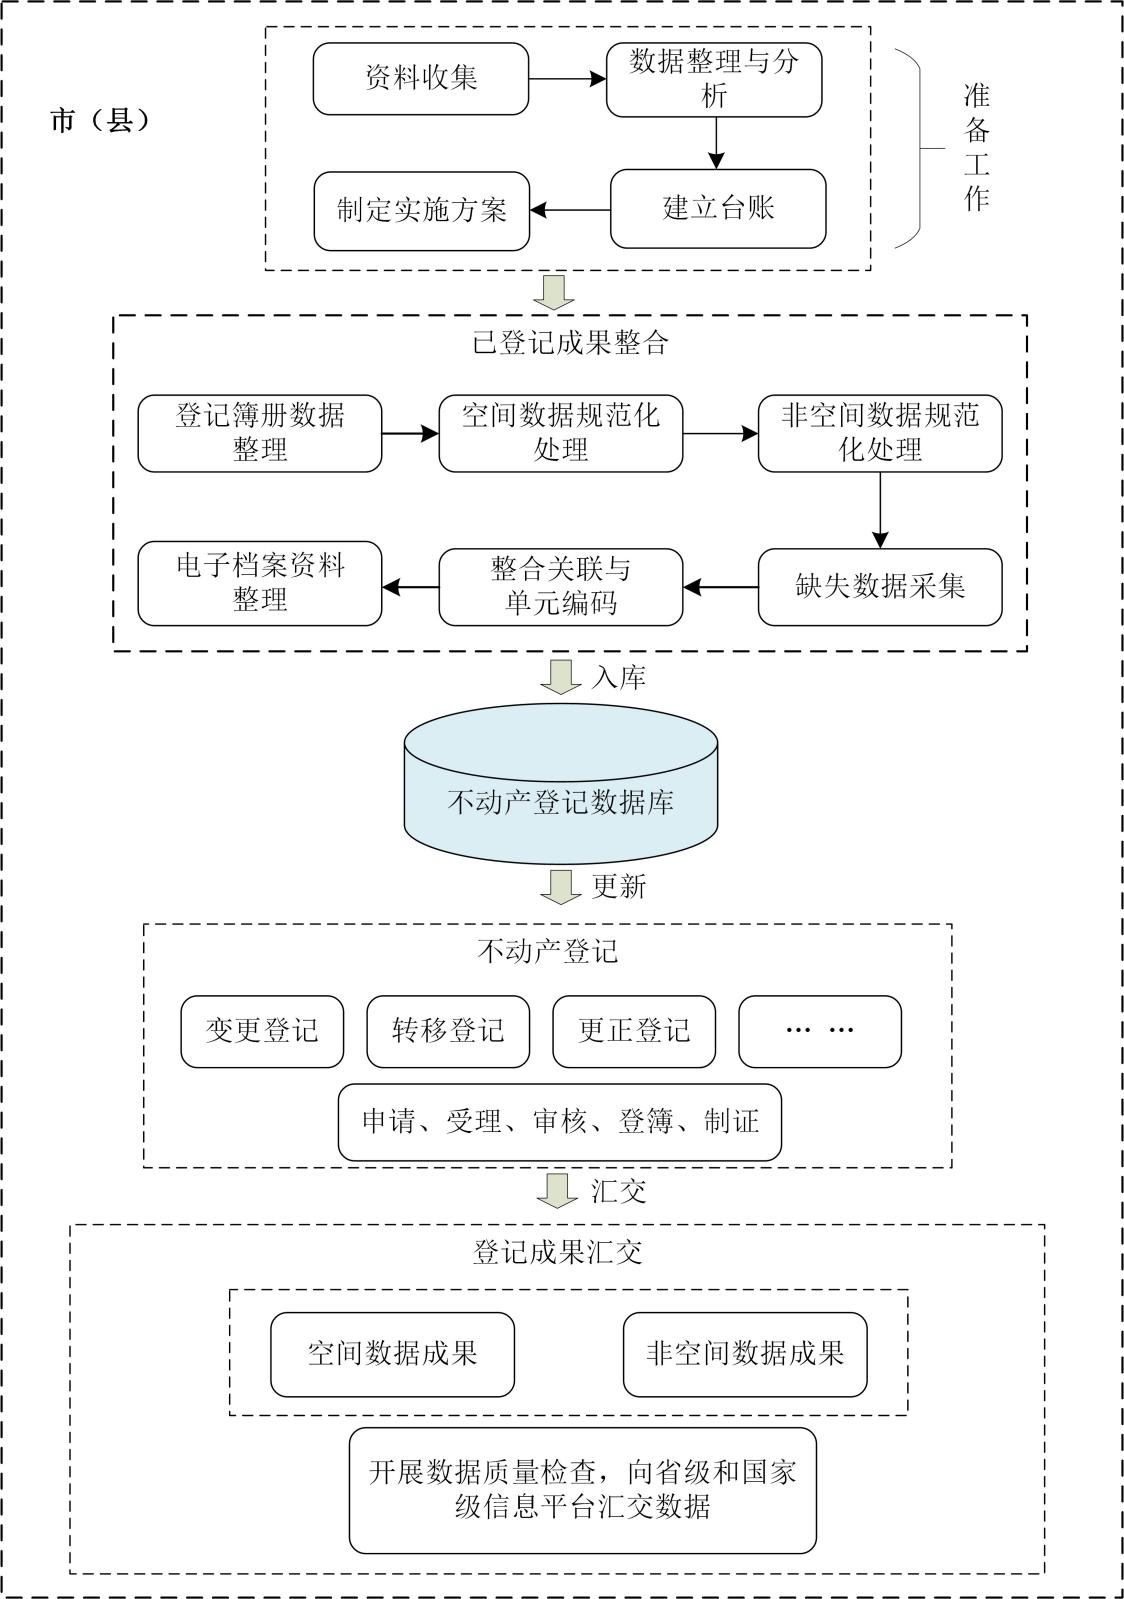 市（县）
资料收集
数据整理与分
析
制定实施方案
建立台账
准
备
工
作
已登记成果整合
登记簿册数据
整理
空间数据规范化
处理
非空间数据规范
化处理
电子档案资料
整理
整合关联与
单元编码
缺失数据采集
入库
不动产登记数据库
更新
不动产登记
变更登记
转移登记
更正登记
… …
申请、受理、审核、登簿、制证
汇交
登记成果汇交
空间数据成果
非空间数据成果
开展数据质量检查，向省级和国家
级信息平台汇交数据